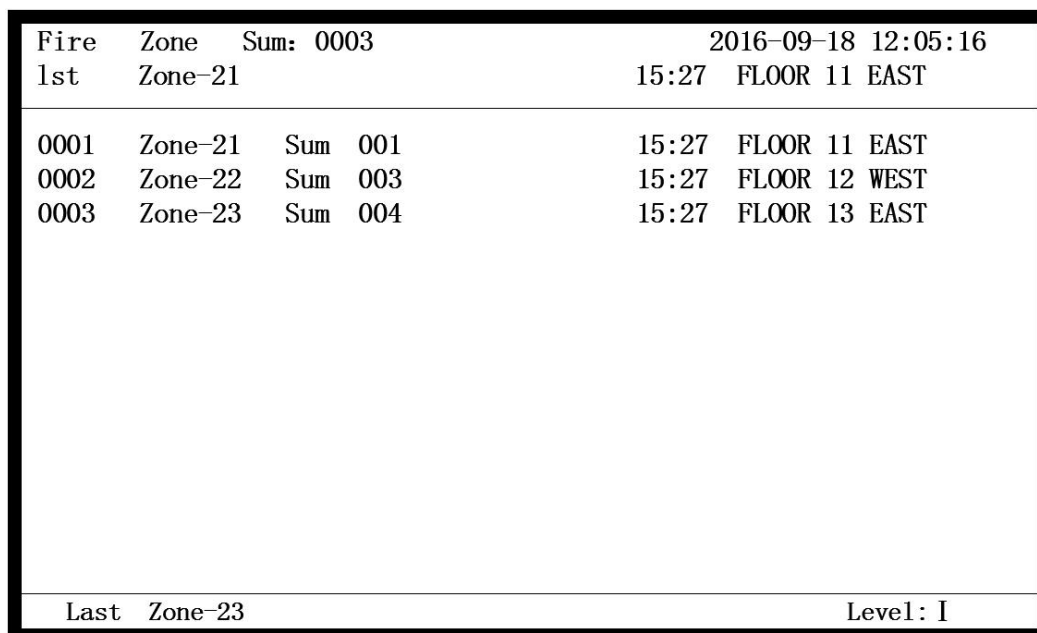 Fire Zone Sum: 0003 2016-09-18 12:05:16
1st Zone-21 15:27 FLOOR 11 EAST
0001 Zone-21 Sum 001 15:27 FLOOR 11 EAST
0002 Zone-22 Sum 003 15:27 FLOOR 12 WEST
0003 Zone-23 Sum 004 15:27 FLOOR 13 EAST
Last Zone-23 Level: I